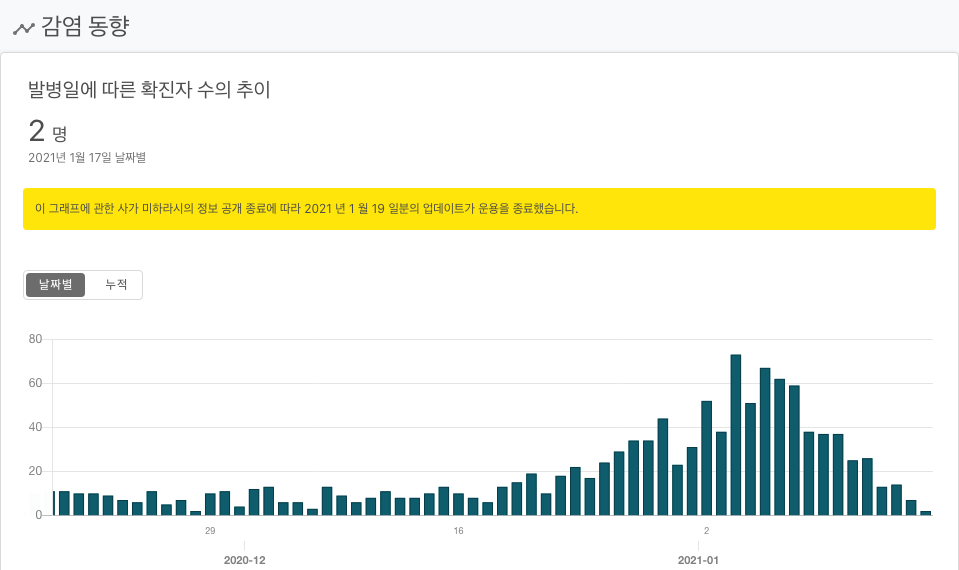 감염 동향
발병일에 따른 확진자 수의 추이
2 명
2021년 1월 17일 날짜별
이 그래프에 관한 사가 미하라시의 정보 공개 종료에 따라 2021 년 1 월 19 일분의 업데이트가 운용을 종료했습니다.
날짜별 누적
80
60
40
20
0
29 16 2
2020-12 2021-01